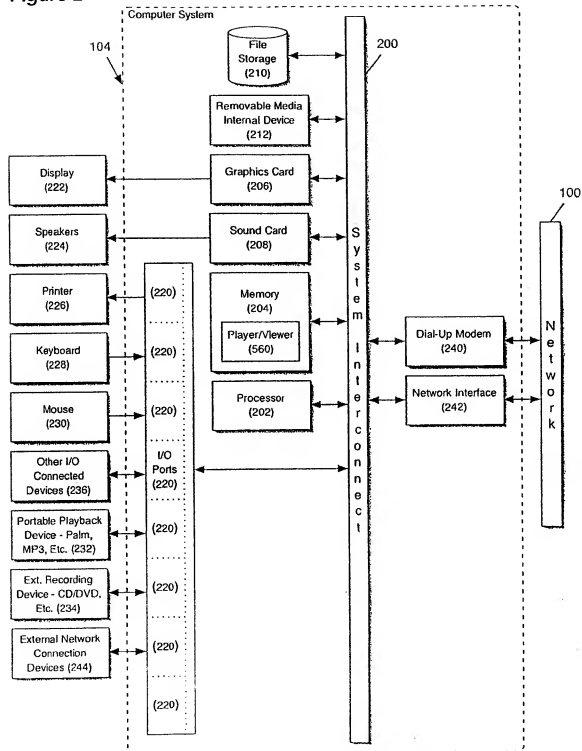 Computer System
104
200
File
Storage
(210)
Removable Media
Internal Device
(212)
Display
(222)
Graphics Card
(206)
100
Speakers
(224)
Sound Card
(208)
Printer
(226)
(220)
Memory
(204)
Player/Viewer
(560)
System Interconnect
Dial-Up Modem
(240)
Network
Keyboard
(228)
(220)
Mouse
(230)
(220)
Processor
(202)
Network Interface
(242)
Other I/O
Connected
Devices (236)
I/O
Ports
(220)
Portable Playback
Device - Palm,
MP3, Etc. (232)
(220)
Ext. Recording
Device - CD/DVD,
Etc. (234)
(220)
External Network
Connection
Devices (244)
(220)
(220)